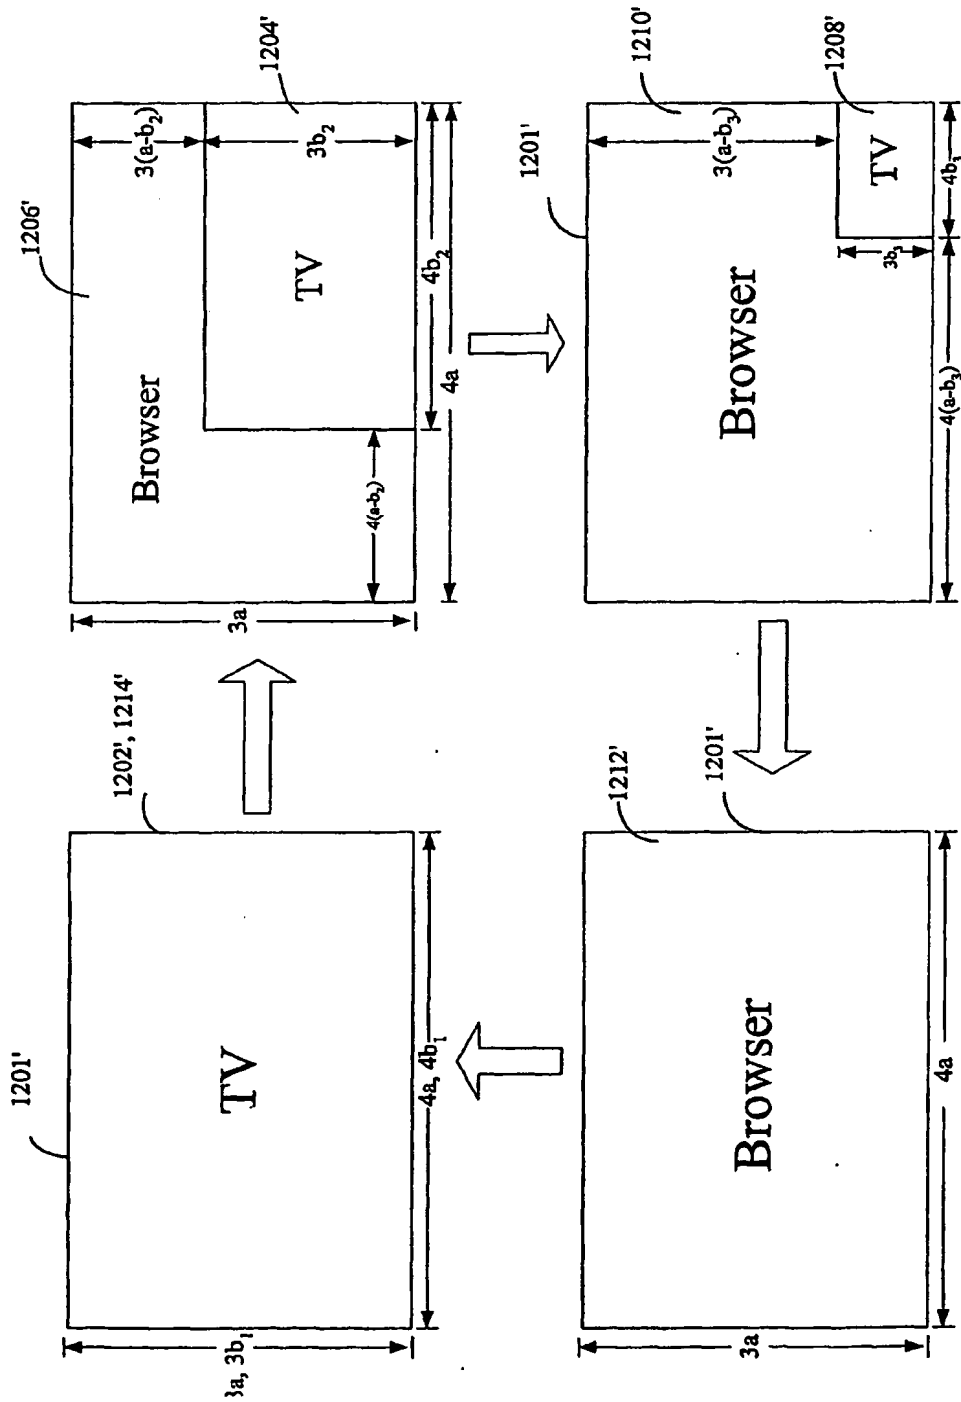 1201'
1202', 1214'
TV
3a, 3b₁
4a, 4b₁
1206'
1204'
Browser
3(a-b₂)
TV
3b₂
3a
4(a-b₂)
4b₂
4a
1212'
1201'
Browser
3a
4a
1201'
1210'
1208'
Browser
3(a-b₃)
TV
3b₃
4(a-b₃)
4b₃